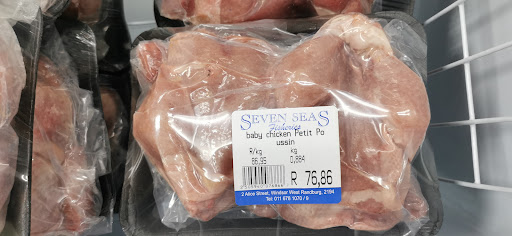 SEVEN SEAS
Fisheries
baby chicken Petit Po
ussin
R/kg kg
86,95 0,884
R 76,86
2 Alice Street, Windsor West Randburg, 2194
Tel: 011 678 1070 / 9